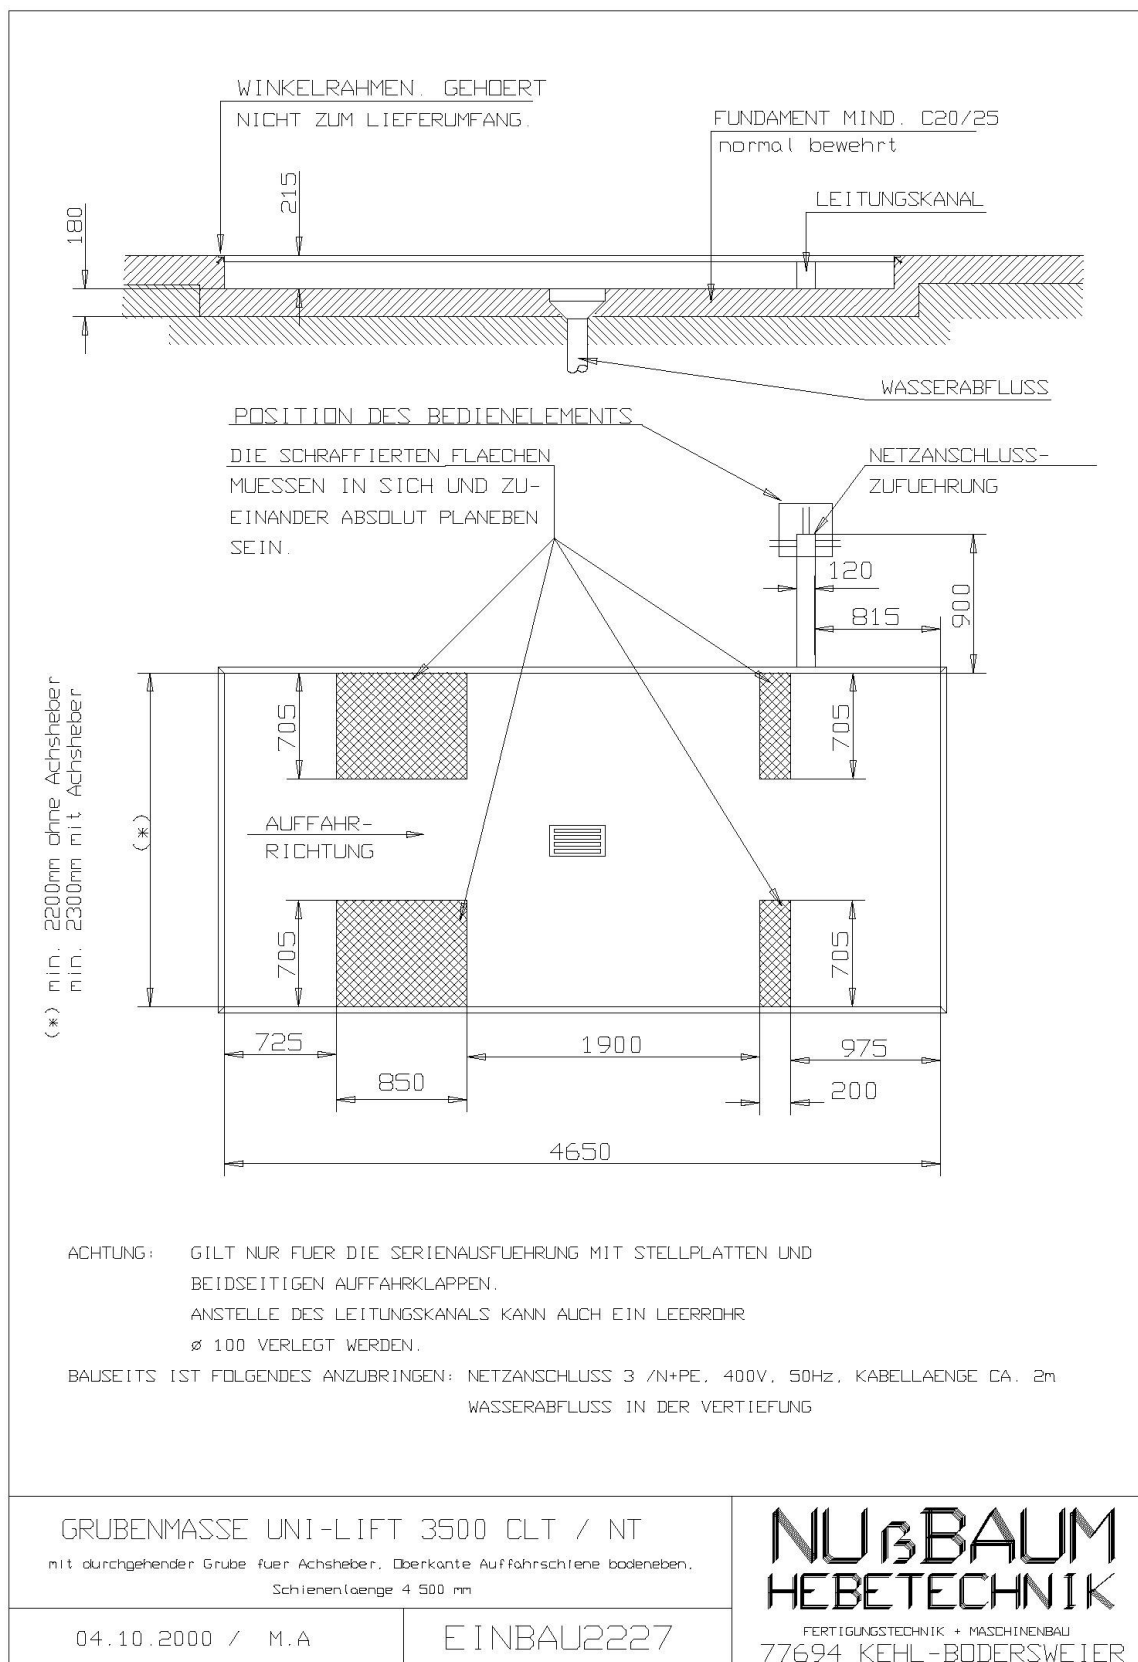 WINKELRAHMEN. GEHOERT
NICHT ZUM LIEFERUMFANG.
FUNDAMENT MIND. C20/25
normal bewehrt
LEITUNGSKANAL
215
180
WASSERABFLUSS
POSITION DES BEDIENELEMENTS
DIE SCHRAFFIERTEN FLAECHEN
MUESSEN IN SICH UND ZU-
EINANDER ABSOLUT PLANEBEN
SEIN.
NETZANSCHLUSS-
ZUFUEHRUNG
120
815
900
705
705
(*)
(*) min. 2200mm ohne Achsheber
min. 2300mm mit Achsheber
AUFFAHR-
RICHTUNG
705
705
725
1900
975
850
200
4650
ACHTUNG: GILT NUR FUER DIE SERIENAUSFUEHRUNG MIT STELLPLATTEN UND
BEIDSEITIGEN AUFFAHRKLAPPEN.
ANSTELLE DES LEITUNGSKANALS KANN AUCH EIN LEERROHR
Ø 100 VERLEGT WERDEN.
BAUSEITS IST FOLGENDES ANZUBRINGEN: NETZANSCHLUSS 3 /N+PE, 400V, 50Hz, KABELLAENGE CA. 2m
WASSERABFLUSS IN DER VERTIEFUNG
GRUBENMASSE UNI-LIFT 3500 CLT / NT
mit durchgehender Grube fuer Achsheber, Oberkante Auffahrschiene bodeneben,
Schienenlaenge 4 500 mm
04.10.2000 / M.A
EINBAU2227
NUßBAUM
HEBETECHNIK
FERTIGUNGSTECHNIK + MASCHINENBAU
77694 KEHL-BODERSWEIER